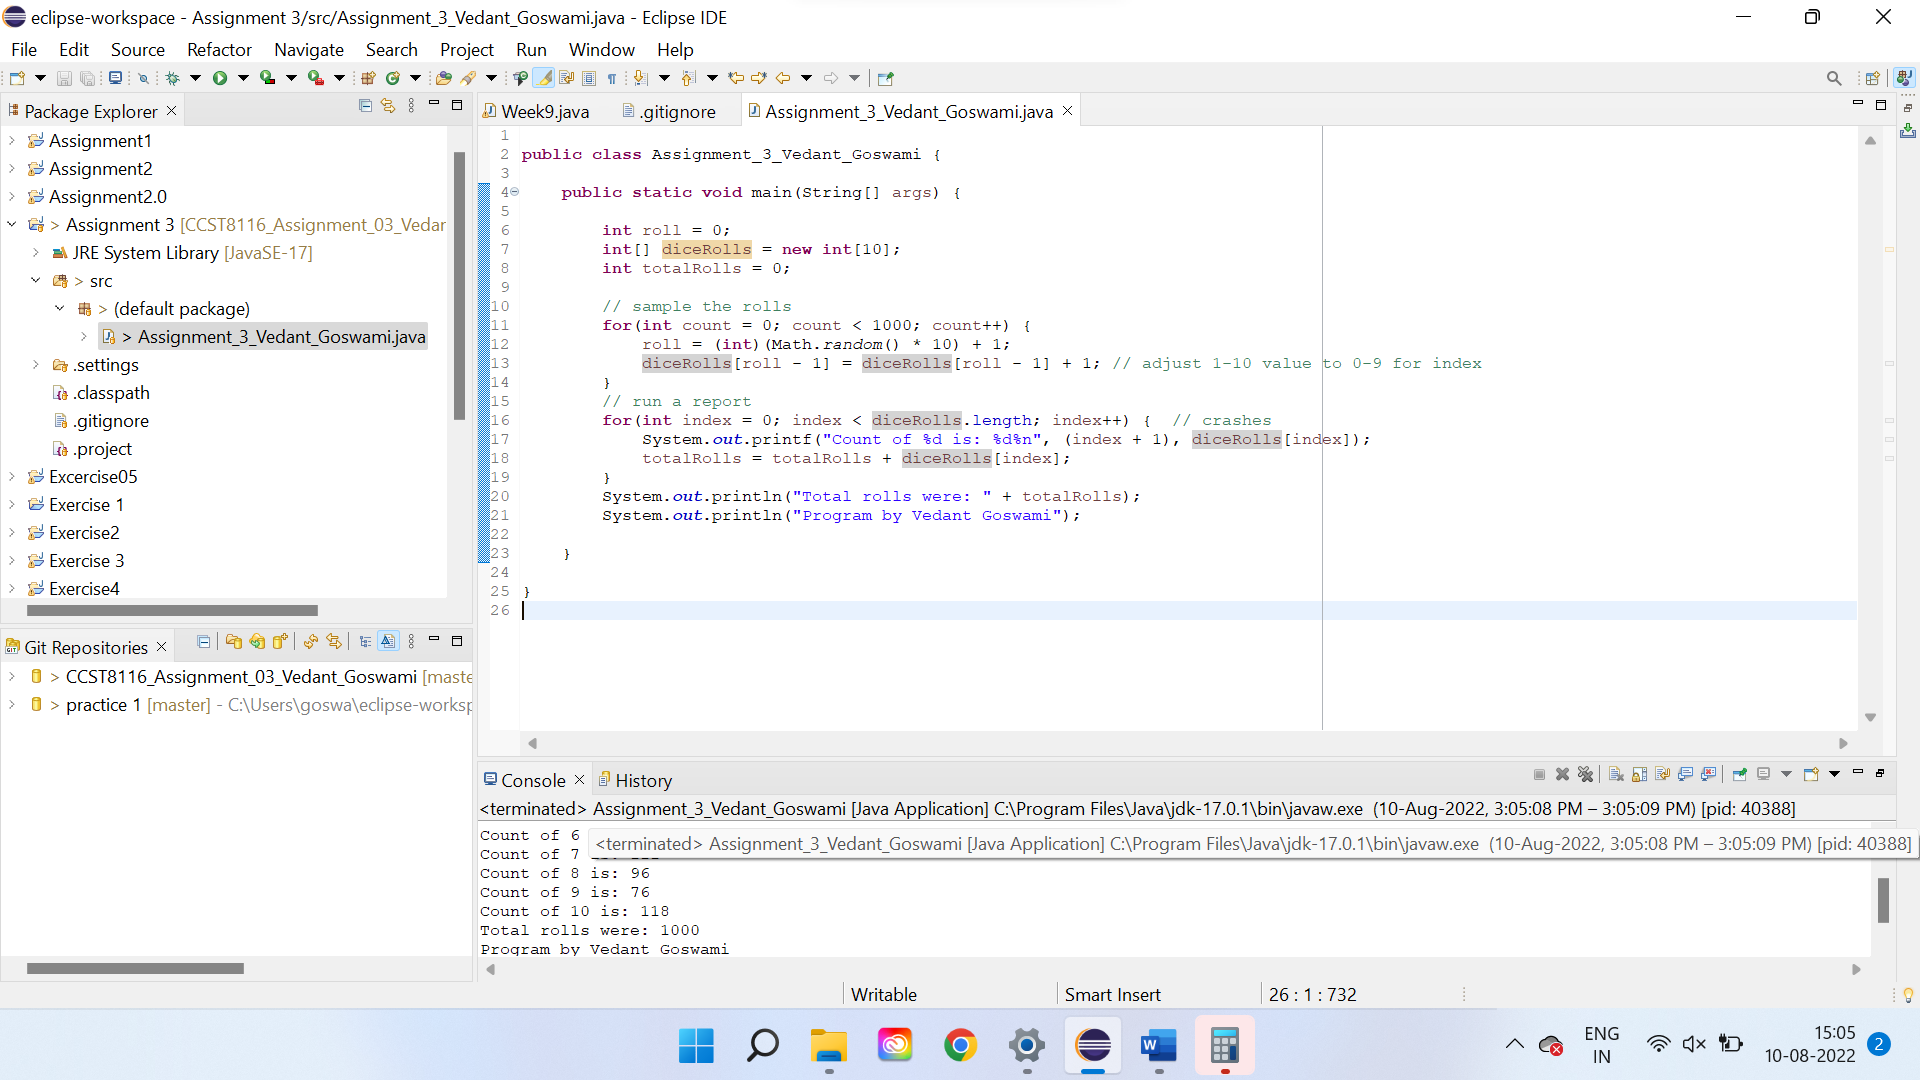 eclipse-workspace - Assignment 3/src/Assignment_3_Vedant_Goswami.java - Eclipse IDE
File Edit Source Refactor Navigate Search Project Run Window Help
Package Explorer
Assignment1
Assignment2
Assignment2.0
> Assignment 3 [CCST8116_Assignment_03_Vedar
JRE System Library [JavaSE-17]
> src
> (default package)
> Assignment_3_Vedant_Goswami.java
.settings
.classpath
.gitignore
.project
Excercise05
Exercise 1
Exercise2
Exercise 3
Exercise4
Git Repositories
> CCST8116_Assignment_03_Vedant_Goswami [maste
> practice 1 [master] - C:\Users\goswa\eclipse-worksp
Week9.java .gitignore Assignment_3_Vedant_Goswami.java
1
2 public class Assignment_3_Vedant_Goswami {
3
4 public static void main(String[] args) {
5
6 int roll = 0;
7 int[] diceRolls = new int[10];
8 int totalRolls = 0;
9
10 // sample the rolls
11 for(int count = 0; count < 1000; count++) {
12 roll = (int)(Math.random() * 10) + 1;
13 diceRolls[roll - 1] = diceRolls[roll - 1] + 1; // adjust 1-10 value to 0-9 for index
14 }
15 // run a report
16 for(int index = 0; index < diceRolls.length; index++) { // crashes
17 System.out.printf("Count of %d is: %d%n", (index + 1), diceRolls[index]);
18 totalRolls = totalRolls + diceRolls[index];
19 }
20 System.out.println("Total rolls were: " + totalRolls);
21 System.out.println("Program by Vedant Goswami");
22
23 }
24
25 }
26
Console History
<terminated> Assignment_3_Vedant_Goswami [Java Application] C:\Program Files\Java\jdk-17.0.1\bin\javaw.exe (10-Aug-2022, 3:05:08 PM – 3:05:09 PM) [pid: 40388]
Count of 6
<terminated> Assignment_3_Vedant_Goswami [Java Application] C:\Program Files\Java\jdk-17.0.1\bin\javaw.exe (10-Aug-2022, 3:05:08 PM – 3:05:09 PM) [pid: 40388]
Count of 7
Count of 8 is: 96
Count of 9 is: 76
Count of 10 is: 118
Total rolls were: 1000
Program by Vedant Goswami
Writable Smart Insert 26 : 1 : 732
ENG
IN
15:05
10-08-2022
2